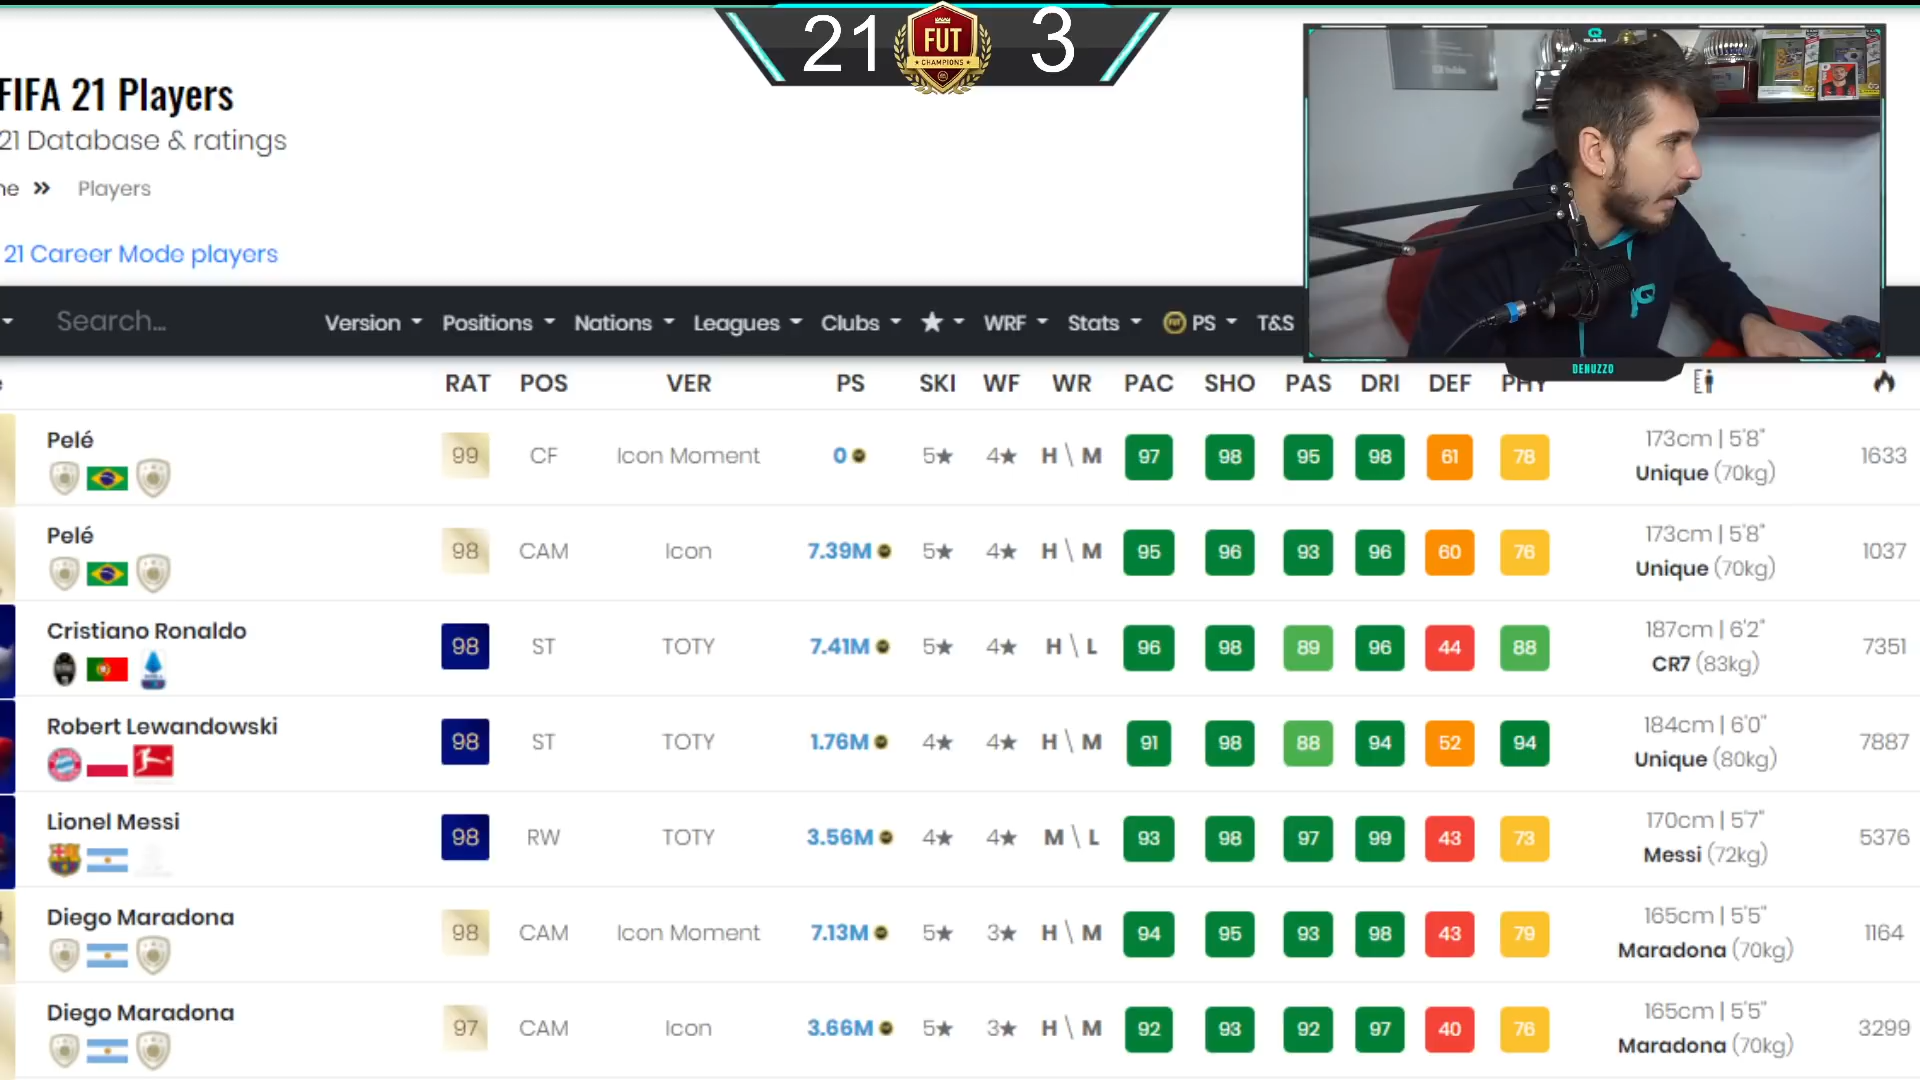 21 FUT CHAMPIONS 3
FIFA 21 Players
21 Database & ratings
Players
21 Career Mode players
Search...
Version Positions Nations Leagues Clubs WRF Stats PS T&S
DENUZZO
RAT POS VER PS SKI WF WR PAC SHO PAS DRI DEF PHY
Pelé 99 CF Icon Moment 0 5★ 4★ H \ M 97 98 95 98 61 78 173cm | 5'8" 1633
Unique (70kg)
Pelé 98 CAM Icon 7.39M 5★ 4★ H \ M 95 96 93 96 60 76 173cm | 5'8" 1037
Unique (70kg)
Cristiano Ronaldo 98 ST TOTY 7.41M 5★ 4★ H \ L 96 98 89 96 44 88 187cm | 6'2" 7351
CR7 (83kg)
Robert Lewandowski 98 ST TOTY 1.76M 4★ 4★ H \ M 91 98 88 94 52 94 184cm | 6'0" 7887
Unique (80kg)
Lionel Messi 98 RW TOTY 3.56M 4★ 4★ M \ L 93 98 97 99 43 73 170cm | 5'7" 5376
Messi (72kg)
Diego Maradona 98 CAM Icon Moment 7.13M 5★ 3★ H \ M 94 95 93 98 43 79 165cm | 5'5" 1164
Maradona (70kg)
Diego Maradona 97 CAM Icon 3.66M 5★ 3★ H \ M 92 93 92 97 40 76 165cm | 5'5" 3299
Maradona (70kg)